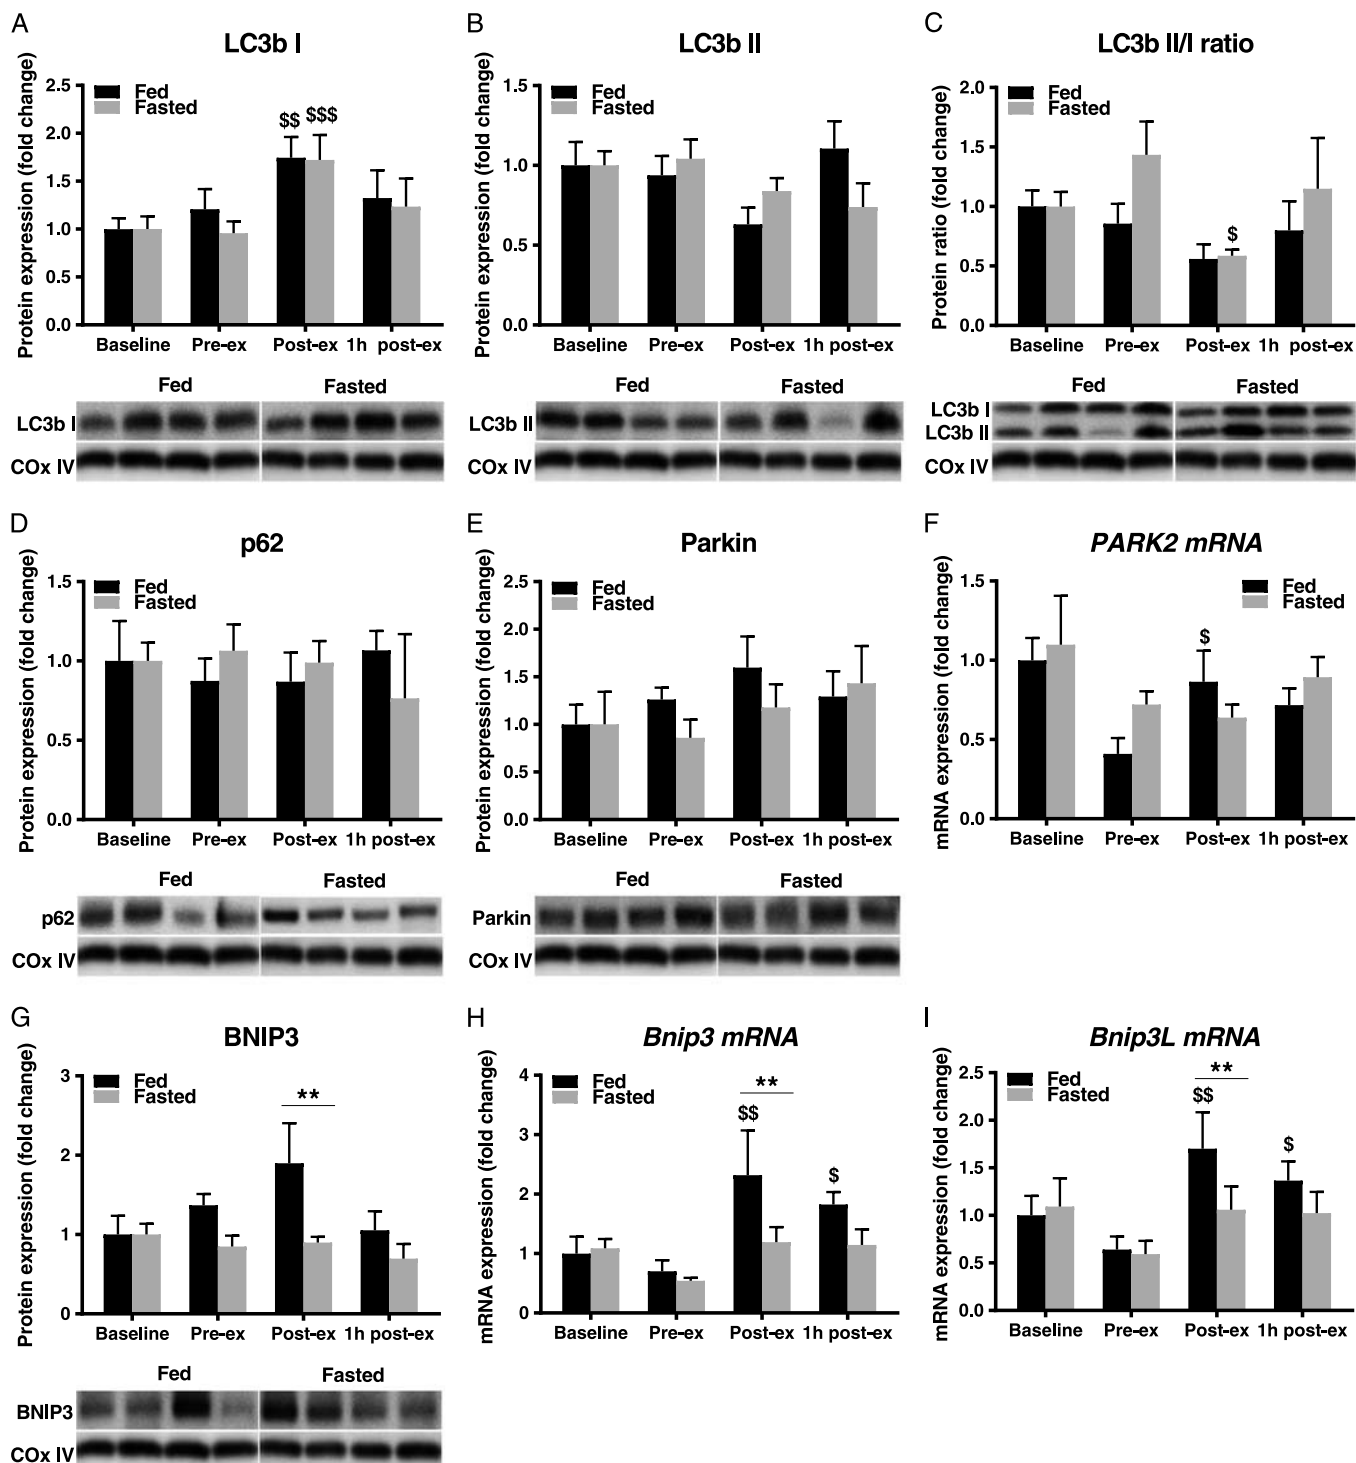 A
LC3b I
Protein expression (fold change)
2.5
2.0
1.5
1.0
0.5
0.0
Fed
Fasted
$$ $$$
Baseline Pre-ex Post-ex 1h post-ex
Fed Fasted
LC3b I
COx IV
B
LC3b II
Protein expression (fold change)
1.5
1.0
0.5
0.0
Fed
Fasted
Baseline Pre-ex Post-ex 1h post-ex
Fed Fasted
LC3b II
COx IV
C
LC3b II/I ratio
Protein ratio (fold change)
2.0
1.5
1.0
0.5
0.0
Fed
Fasted
$
Baseline Pre-ex Post-ex 1h post-ex
Fed Fasted
LC3b I
LC3b II
COx IV
D
p62
Protein expression (fold change)
1.5
1.0
0.5
0.0
Fed
Fasted
Baseline Pre-ex Post-ex 1h post-ex
Fed Fasted
p62
COx IV
E
Parkin
Protein expression (fold change)
2.5
2.0
1.5
1.0
0.5
0.0
Fed
Fasted
Baseline Pre-ex Post-ex 1h post-ex
Fed Fasted
Parkin
COx IV
F
PARK2 mRNA
mRNA expression (fold change)
1.5
1.0
0.5
0.0
Fed
Fasted
$
Baseline Pre-ex Post-ex 1h post-ex
G
BNIP3
Protein expression (fold change)
3
2
1
0
Fed
Fasted
**
Baseline Pre-ex Post-ex 1h post-ex
Fed Fasted
BNIP3
COx IV
H
Bnip3 mRNA
mRNA expression (fold change)
4
3
2
1
0
Fed
Fasted
**
$$
$
Baseline Pre-ex Post-ex 1h post-ex
I
Bnip3L mRNA
mRNA expression (fold change)
2.5
2.0
1.5
1.0
0.5
0.0
Fed
Fasted
**
$$
$
Baseline Pre-ex Post-ex 1h post-ex